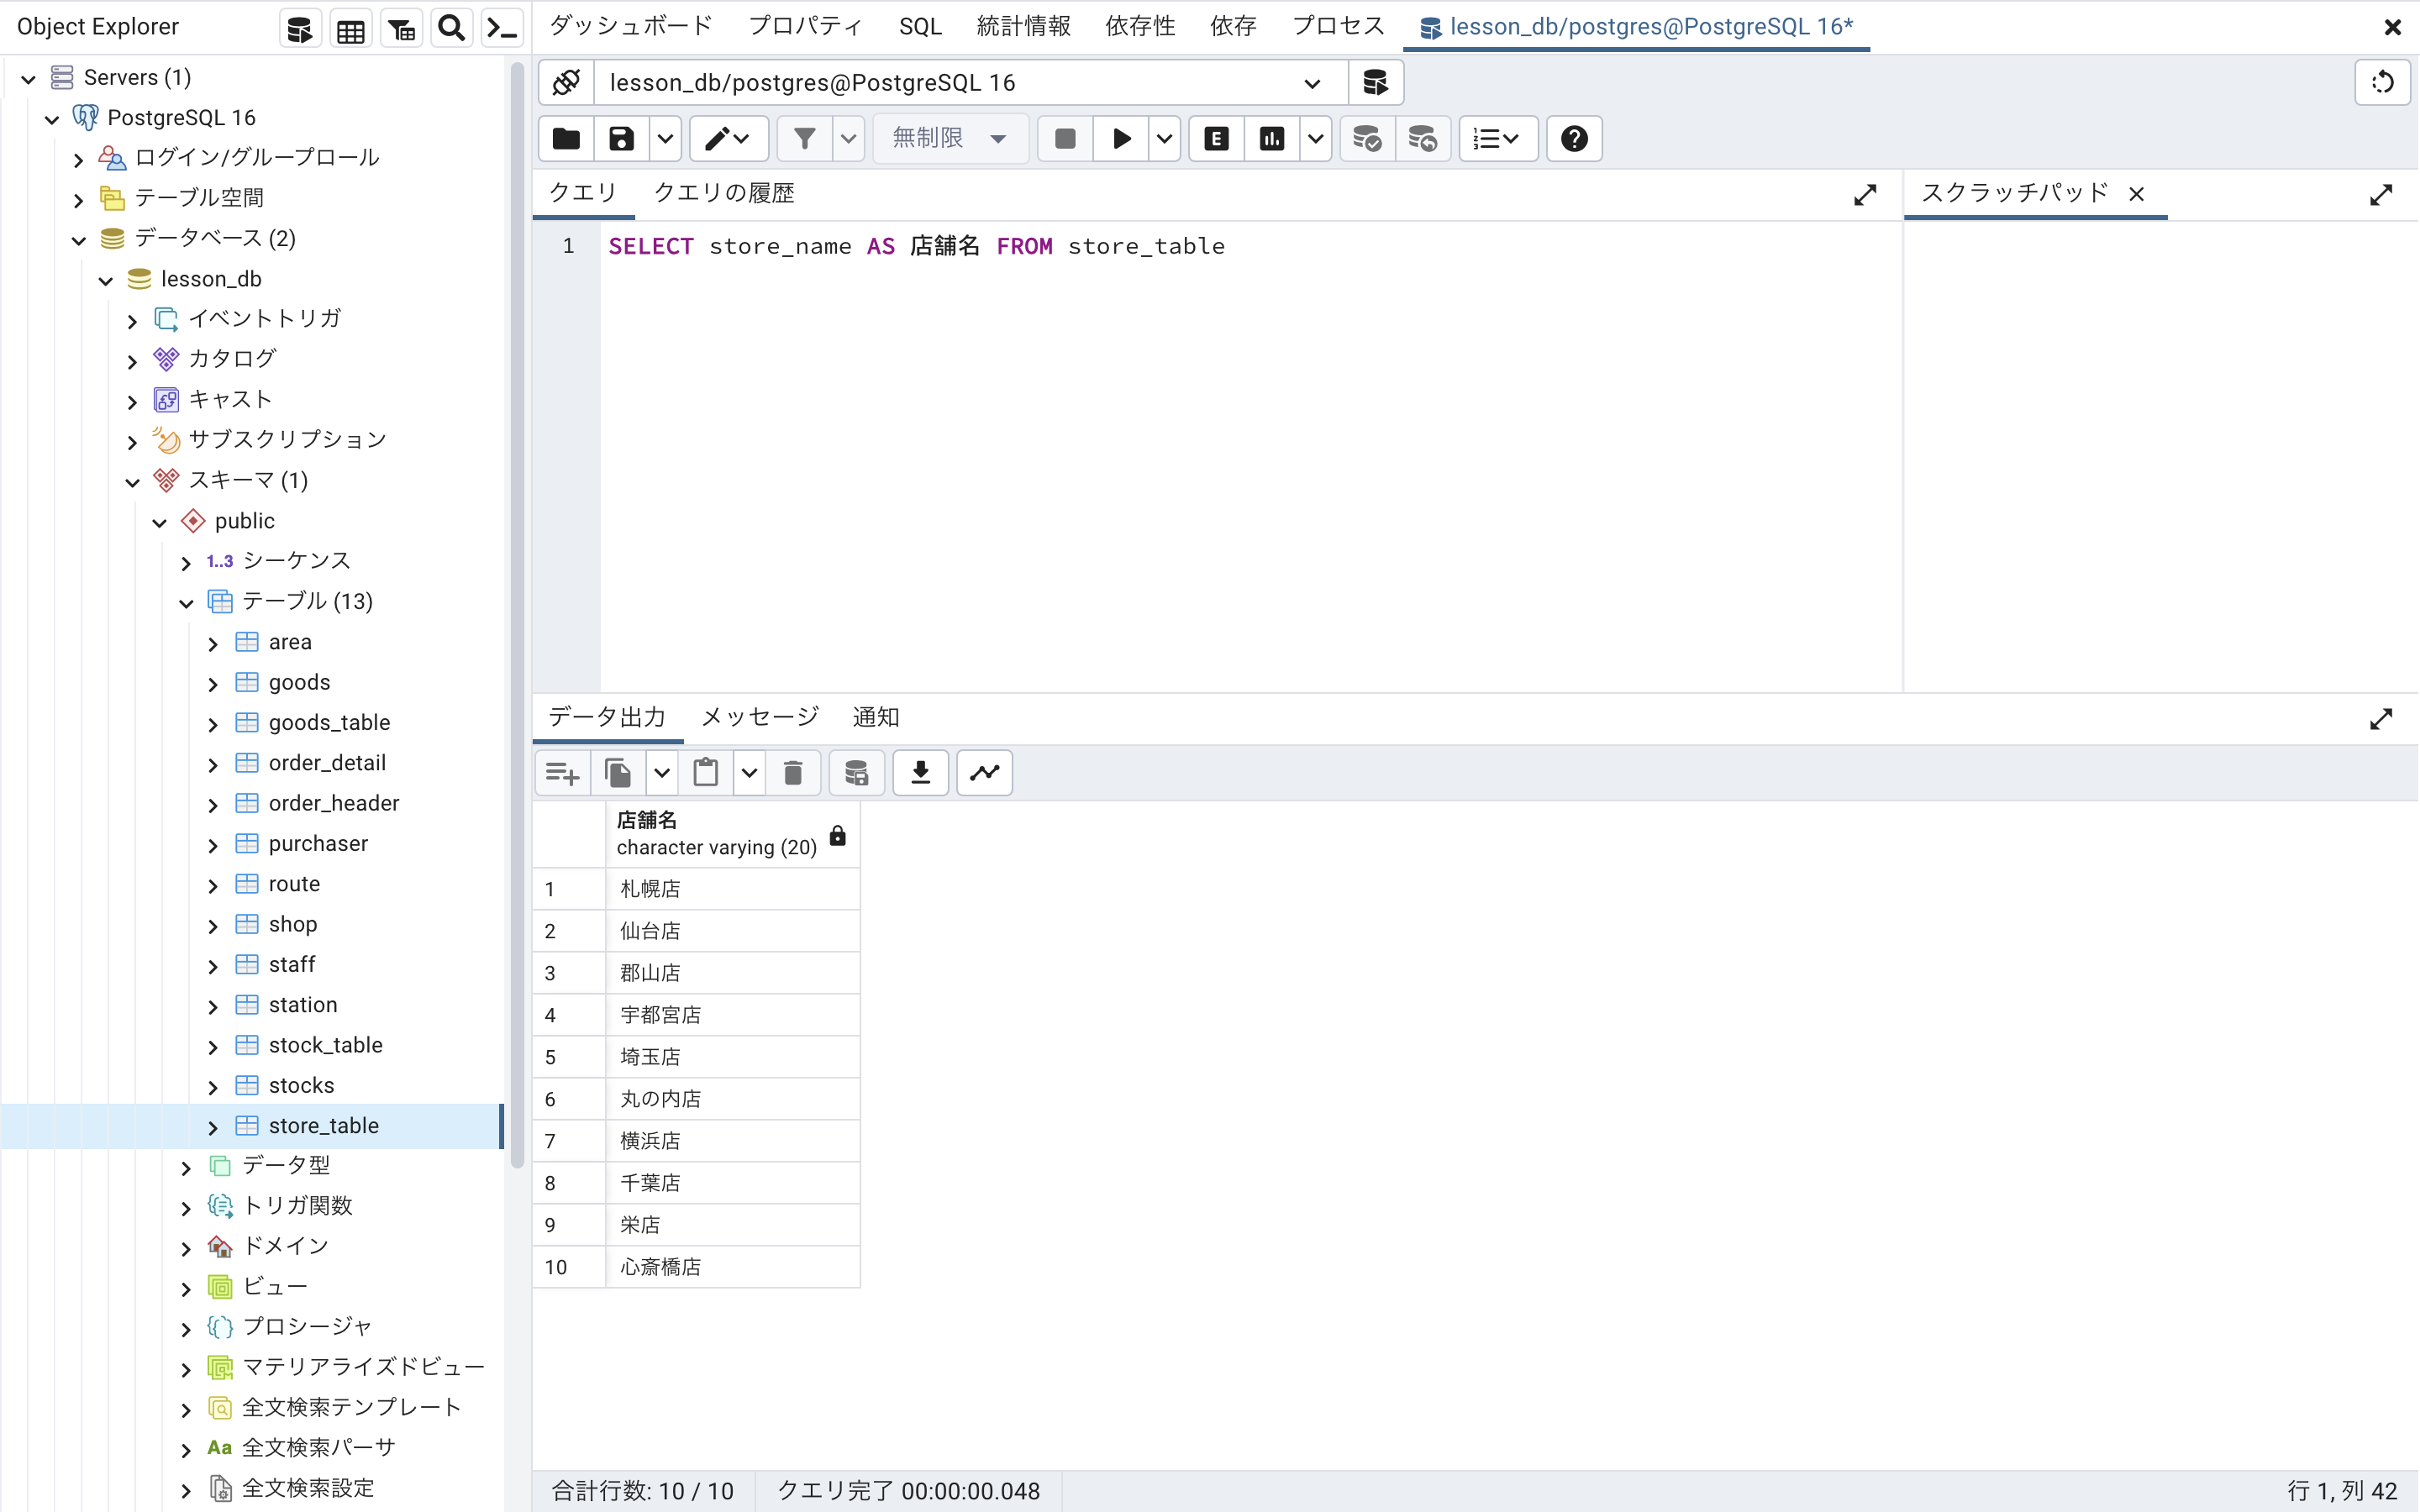 Object Explorer
Servers (1)
PostgreSQL 16
ログイン/グループロール
テーブル空間
データベース (2)
lesson_db
イベントトリガ
カタログ
キャスト
サブスクリプション
スキーマ (1)
public
1..3 シーケンス
テーブル (13)
area
goods
goods_table
order_detail
order_header
purchaser
route
shop
staff
station
stock_table
stocks
store_table
データ型
トリガ関数
ドメイン
ビュー
プロシージャ
マテリアライズドビュー
全文検索テンプレート
Aa 全文検索パーサ
全文検索設定
ダッシュボード プロパティ SQL 統計情報 依存性 依存 プロセス lesson_db/postgres@PostgreSQL 16*
lesson_db/postgres@PostgreSQL 16
無制限 E
クエリ クエリの履歴
スクラッチパッド
1 SELECT store_name AS 店舗名 FROM store_table
データ出力 メッセージ 通知
店舗名
character varying (20)
1 札幌店
2 仙台店
3 郡山店
4 宇都宮店
5 埼玉店
6 丸の内店
7 横浜店
8 千葉店
9 栄店
10 心斎橋店
合計行数: 10 / 10 クエリ完了 00:00:00.048 行 1, 列 42